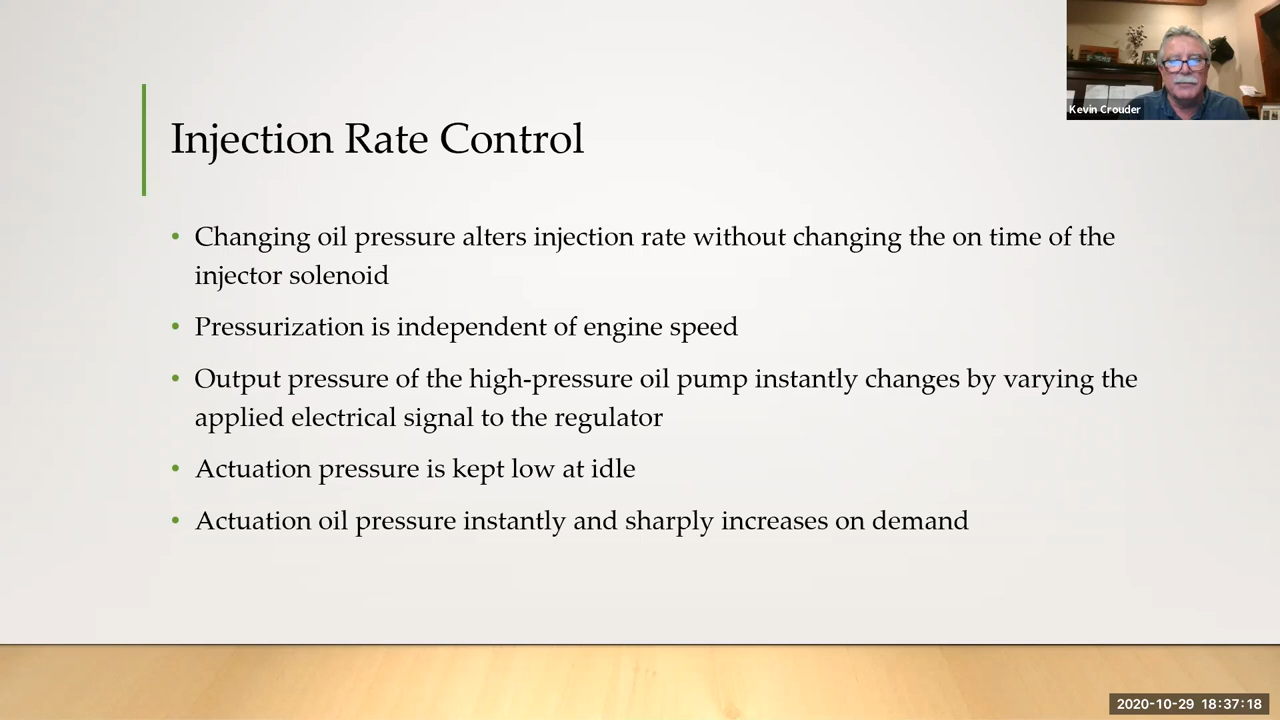 Kevin Crouder
Injection Rate Control
• Changing oil pressure alters injection rate without changing the on time of the
injector solenoid
• Pressurization is independent of engine speed
• Output pressure of the high-pressure oil pump instantly changes by varying the
applied electrical signal to the regulator
• Actuation pressure is kept low at idle
• Actuation oil pressure instantly and sharply increases on demand
2020-10-29 18:37:18